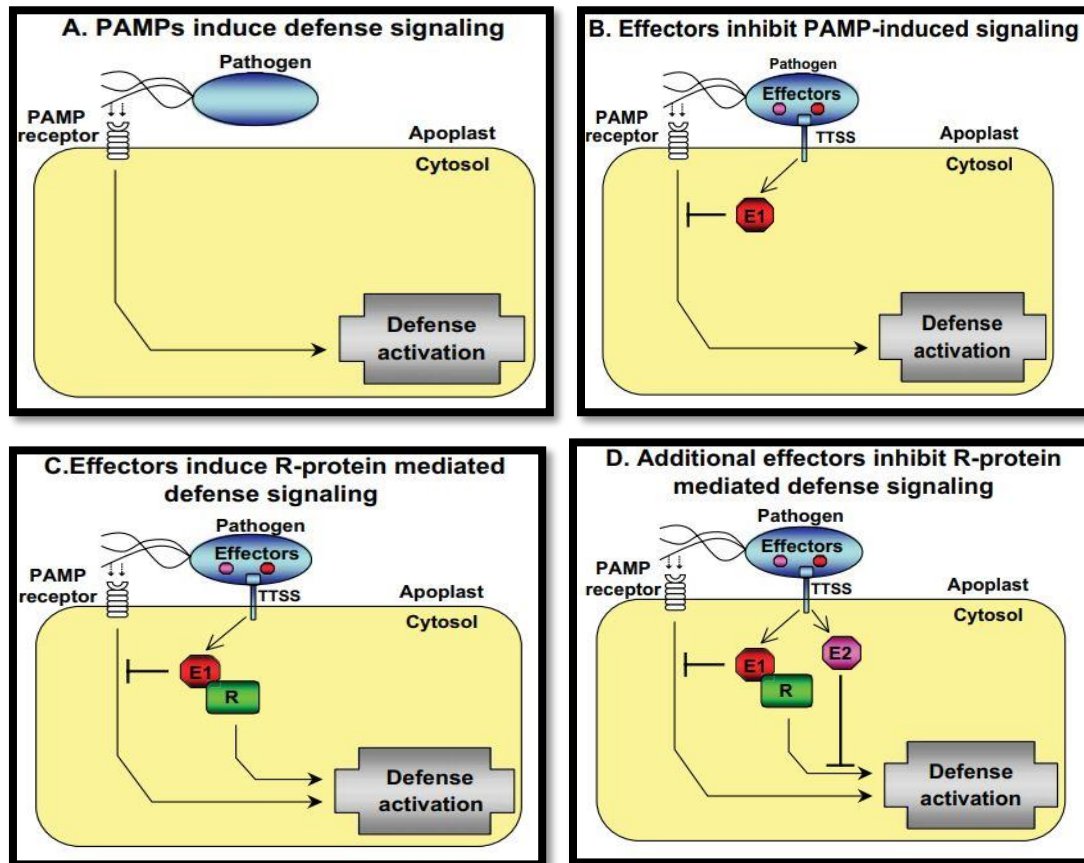 A. PAMPs induce defense signaling
Pathogen
PAMP
receptor
Apoplast
Cytosol
Defense
activation
B. Effectors inhibit PAMP-induced signaling
Pathogen
Effectors
PAMP
receptor
TTSS
Apoplast
Cytosol
E1
Defense
activation
C.Effectors induce R-protein mediated
defense signaling
Pathogen
Effectors
PAMP
receptor
TTSS
Apoplast
Cytosol
E1
R
Defense
activation
D. Additional effectors inhibit R-protein
mediated defense signaling
Pathogen
Effectors
PAMP
receptor
TTSS
Apoplast
Cytosol
E1
E2
R
Defense
activation